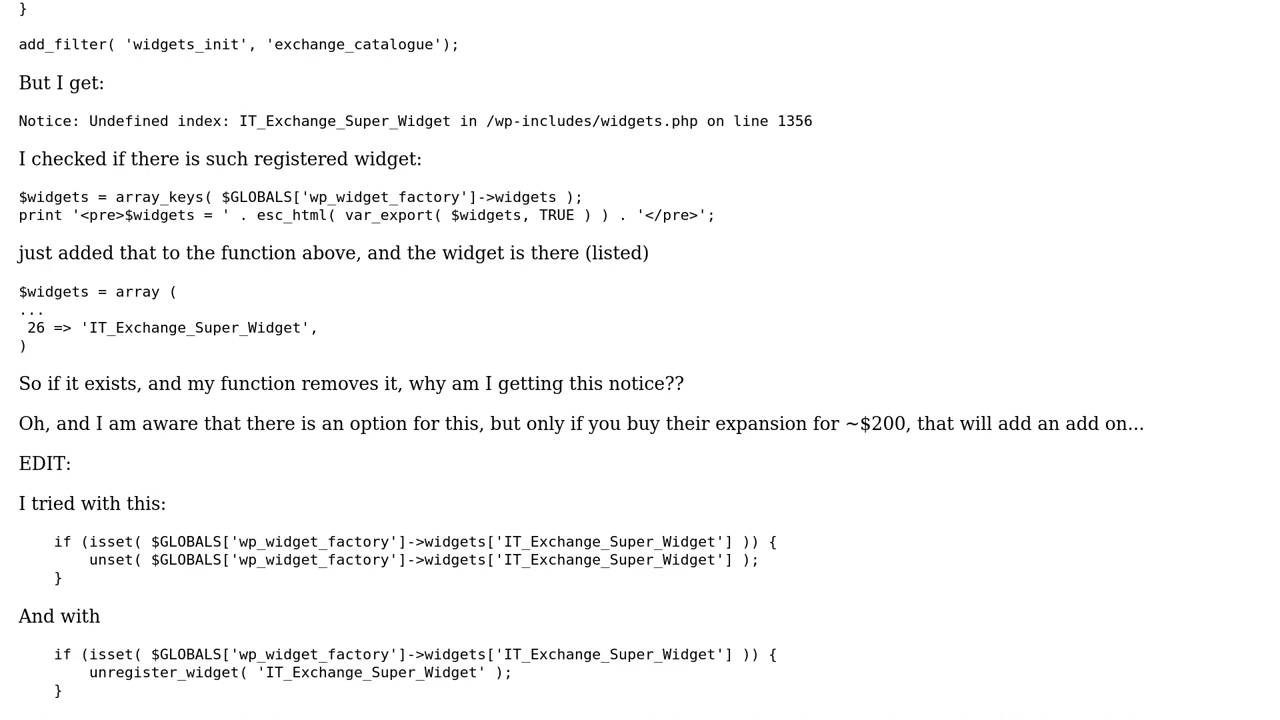 }
add_filter( 'widgets_init', 'exchange_catalogue');
But I get:
Notice: Undefined index: IT_Exchange_Super_Widget in /wp-includes/widgets.php on line 1356
I checked if there is such registered widget:
$widgets = array_keys( $GLOBALS['wp_widget_factory']->widgets );
print '<pre>$widgets = ' . esc_html( var_export( $widgets, TRUE ) ) . '</pre>';
just added that to the function above, and the widget is there (listed)
$widgets = array (
...
 26 => 'IT_Exchange_Super_Widget',
)
So if it exists, and my function removes it, why am I getting this notice??
Oh, and I am aware that there is an option for this, but only if you buy their expansion for ~$200, that will add an add on...
EDIT:
I tried with this:
    if (isset( $GLOBALS['wp_widget_factory']->widgets['IT_Exchange_Super_Widget'] )) {
        unset( $GLOBALS['wp_widget_factory']->widgets['IT_Exchange_Super_Widget'] );
    }
And with
    if (isset( $GLOBALS['wp_widget_factory']->widgets['IT_Exchange_Super_Widget'] )) {
        unregister_widget( 'IT_Exchange_Super_Widget' );
    }